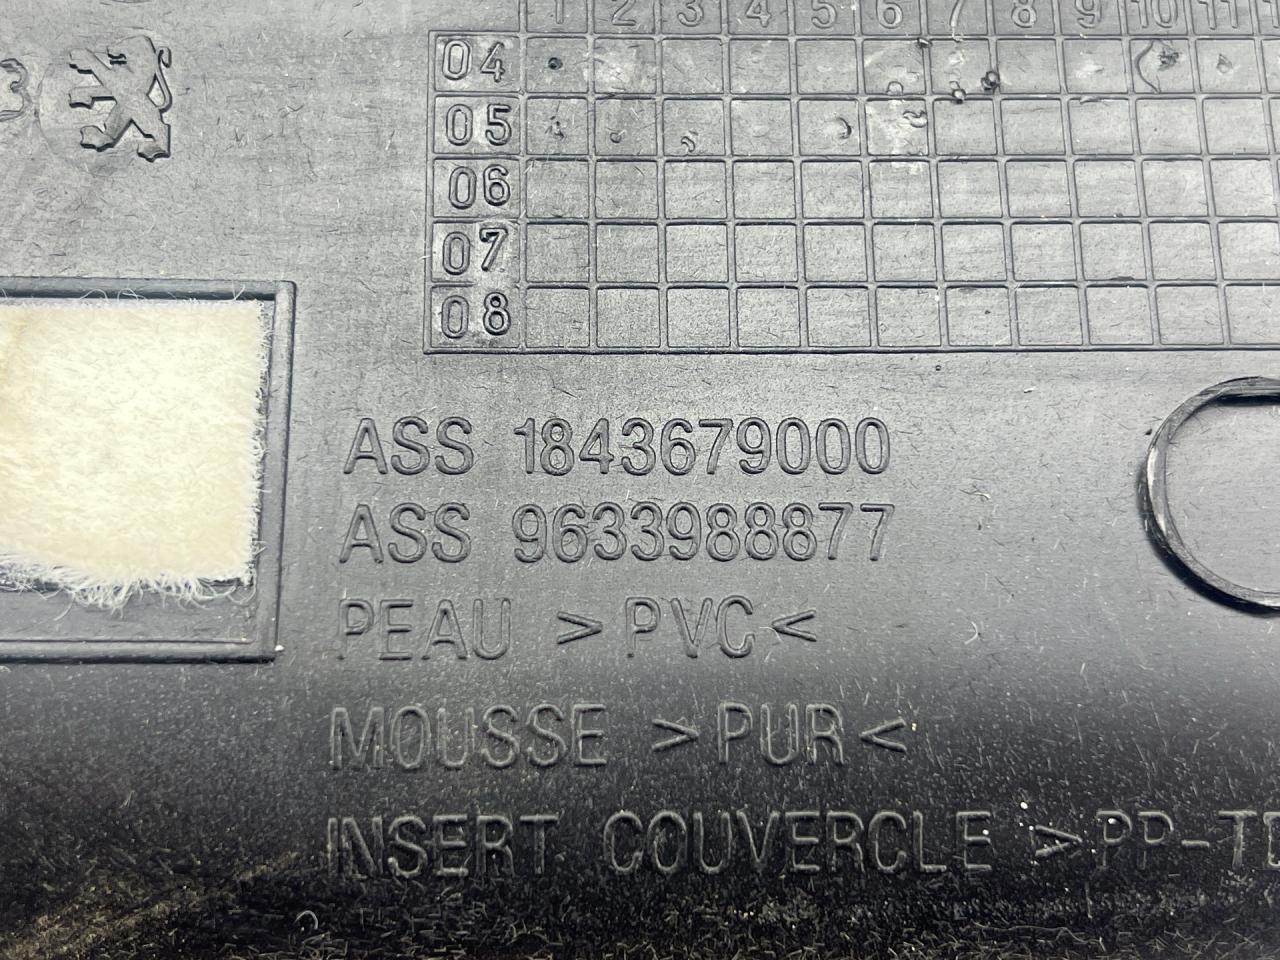 1 2 3 4 5 6 7 8 9 10 11
3
04
05
06
07
08
ASS 1843679000
ASS 9633988877
PEAU >PVC<
MOUSSE >PUR<
INSERT COUVERCLE >PP-T